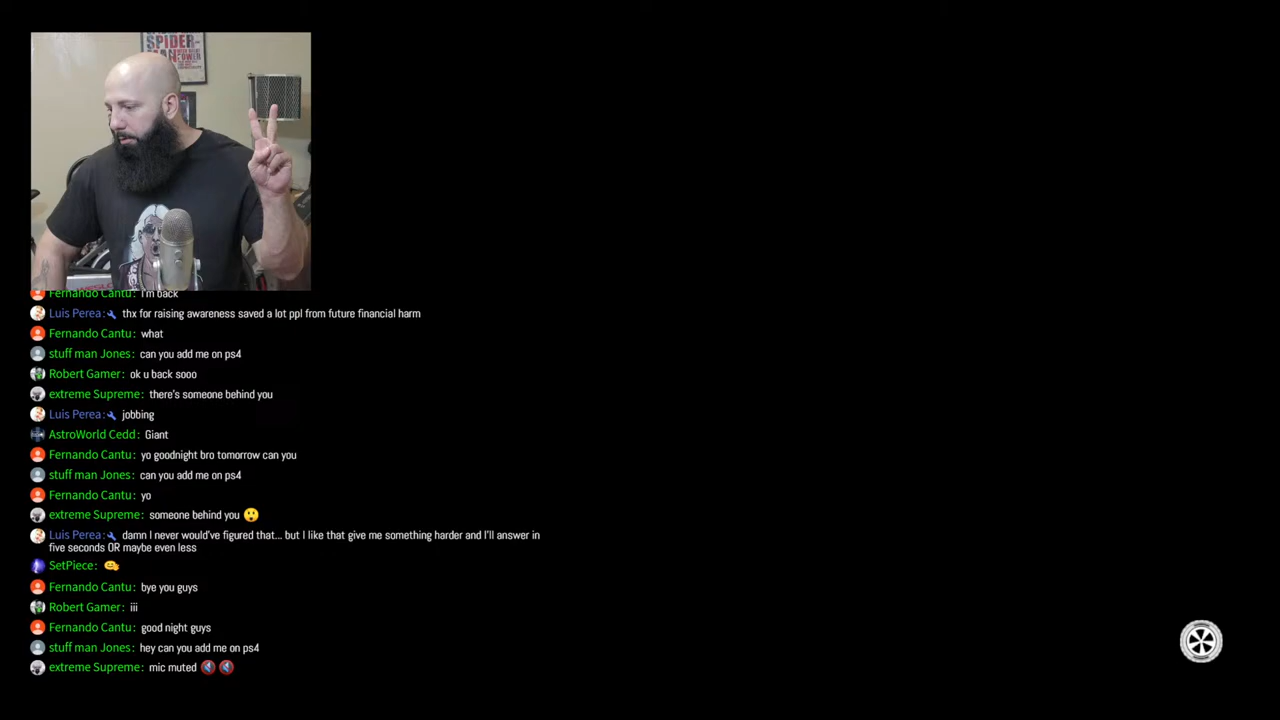 SPIDER-
MAN
POWER
Fernando Cantu: I'm back
Luis Perea: thx for raising awareness saved a lot ppl from future financial harm
Fernando Cantu: what
stuff man Jones: can you add me on ps4
Robert Gamer: ok u back sooo
extreme Supreme: there's someone behind you
Luis Perea: jobbing
AstroWorld Cedd: Giant
Fernando Cantu: yo goodnight bro tomorrow can you
stuff man Jones: can you add me on ps4
Fernando Cantu: yo
extreme Supreme: someone behind you 😲
Luis Perea: damn I never would've figured that... but I like that give me something harder and I'll answer in
five seconds OR maybe even less
SetPiece:
Fernando Cantu: bye you guys
Robert Gamer: iii
Fernando Cantu: good night guys
stuff man Jones: hey can you add me on ps4
extreme Supreme: mic muted 🔇 🔇